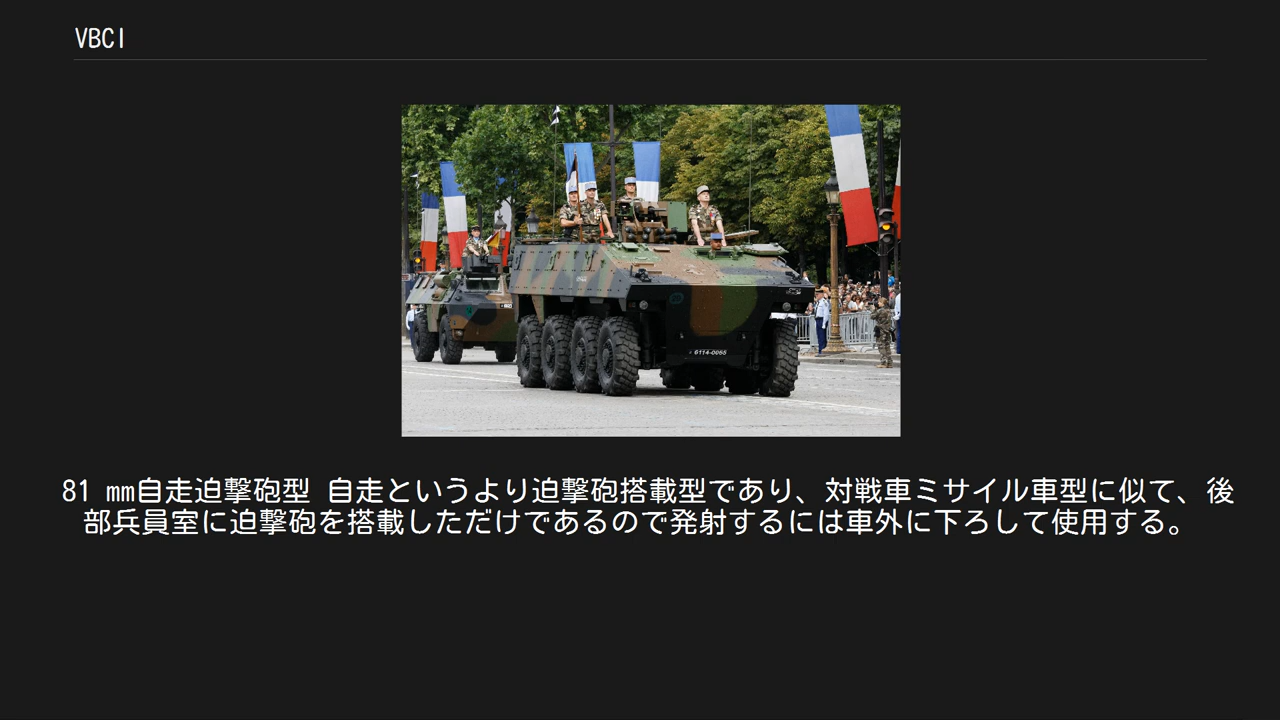 VBCI
6114-0065
81 mm自走迫撃砲型 自走というより迫撃砲搭載型であり、対戦車ミサイル車型に似て、後
部兵員室に迫撃砲を搭載しただけであるので発射するには車外に下ろして使用する。